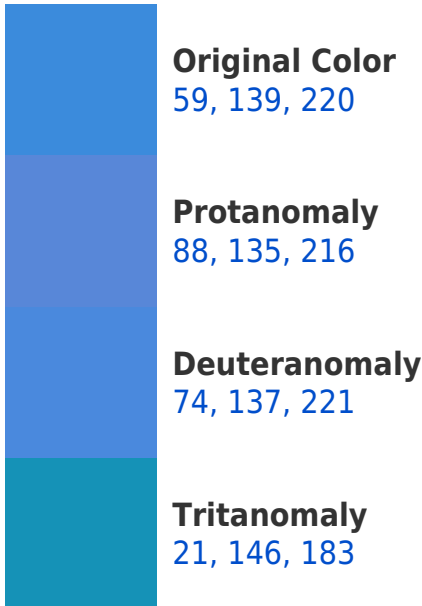 Original Color
59, 139, 220
Protanomaly
88, 135, 216
Deuteranomaly
74, 137, 221
Tritanomaly
21, 146, 183